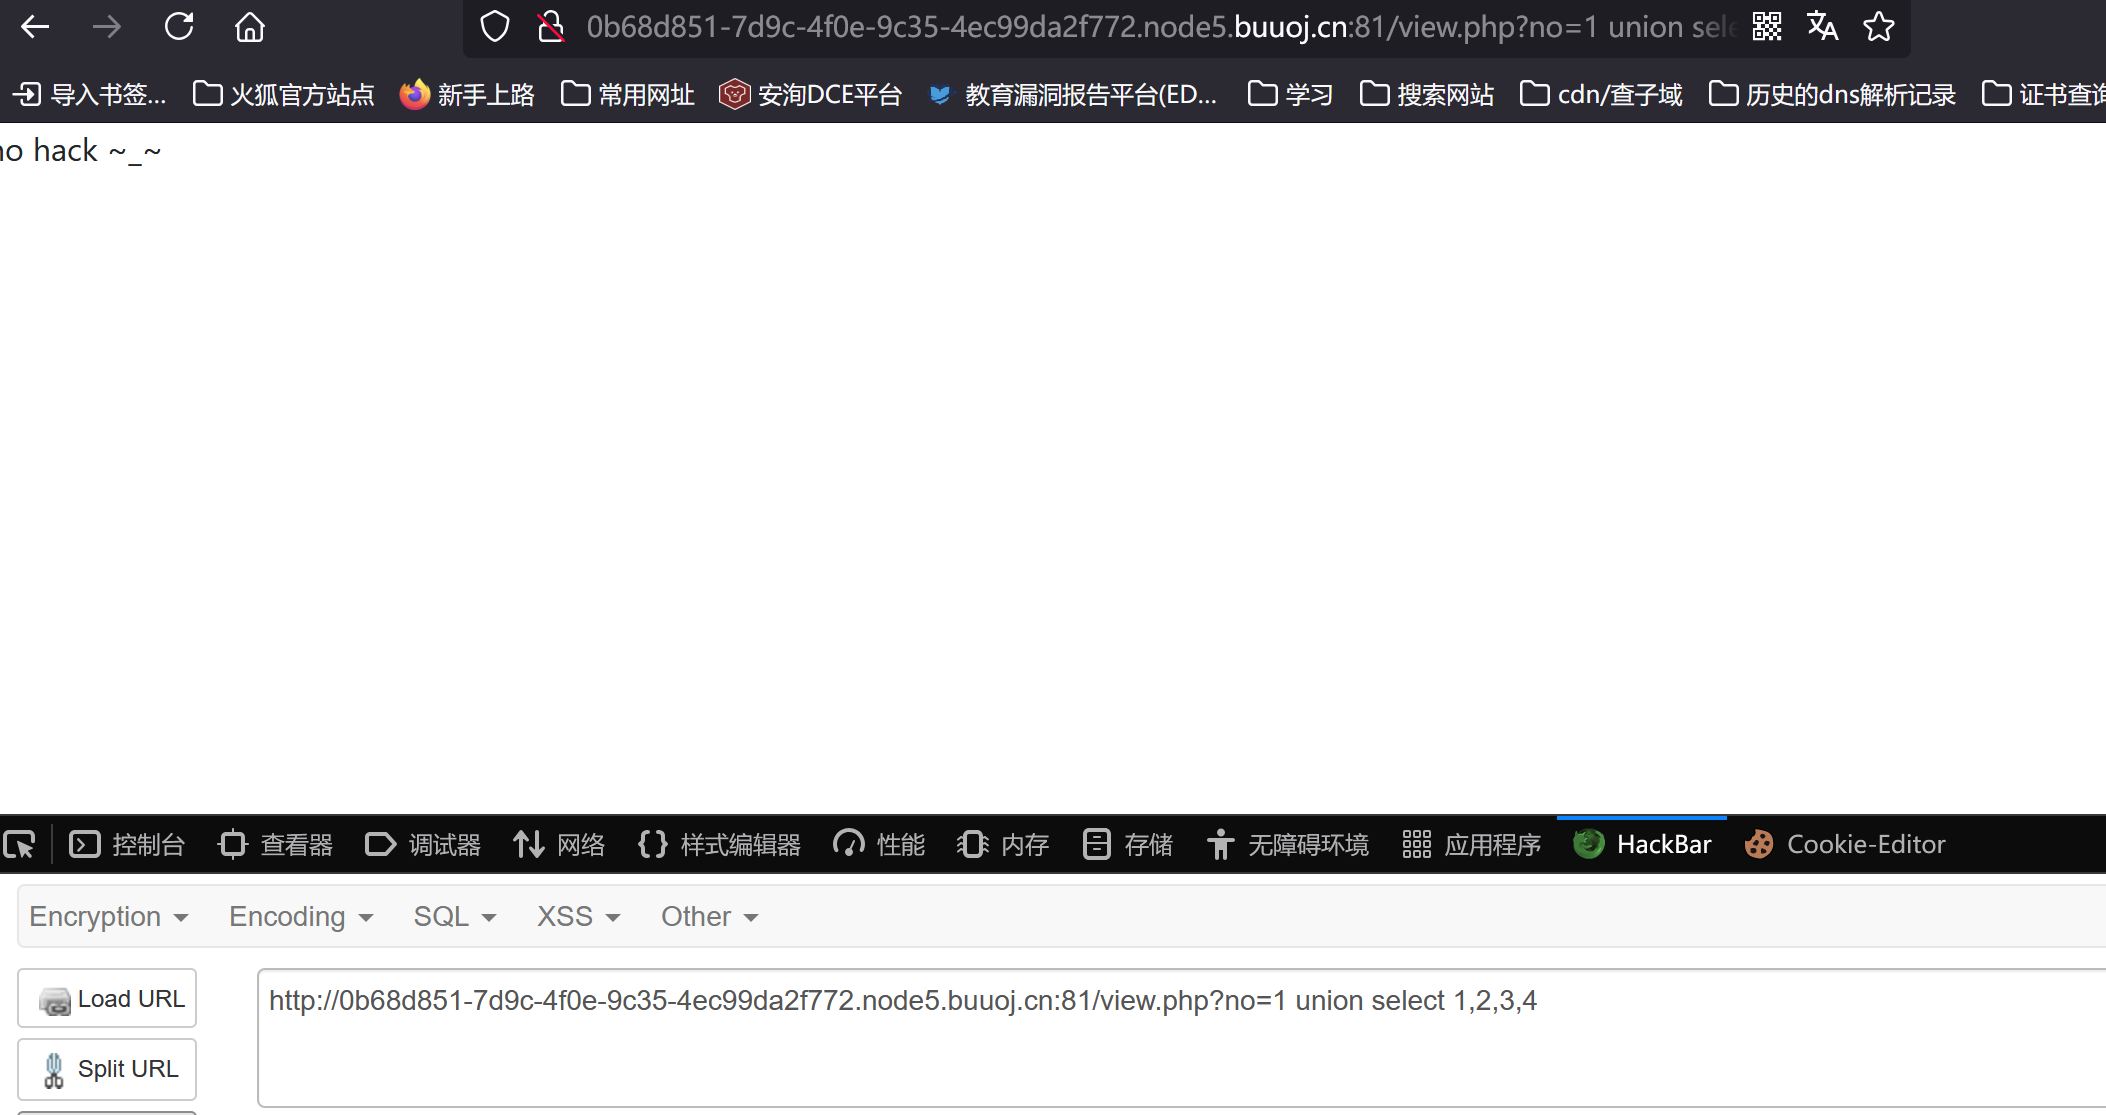 0b68d851-7d9c-4f0e-9c35-4ec99da2f772.node5.buuoj.cn:81/view.php?no=1 union sele
导入书签... 火狐官方站点 新手上路 常用网址 安洵DCE平台 教育漏洞报告平台(ED... 学习 搜索网站 cdn/查子域 历史的dns解析记录 证书查询
no hack ~_~
控制台 查看器 调试器 网络 样式编辑器 性能 内存 存储 无障碍环境 应用程序 HackBar Cookie-Editor
Encryption Encoding SQL XSS Other
Load URL
http://0b68d851-7d9c-4f0e-9c35-4ec99da2f772.node5.buuoj.cn:81/view.php?no=1 union select 1,2,3,4
Split URL